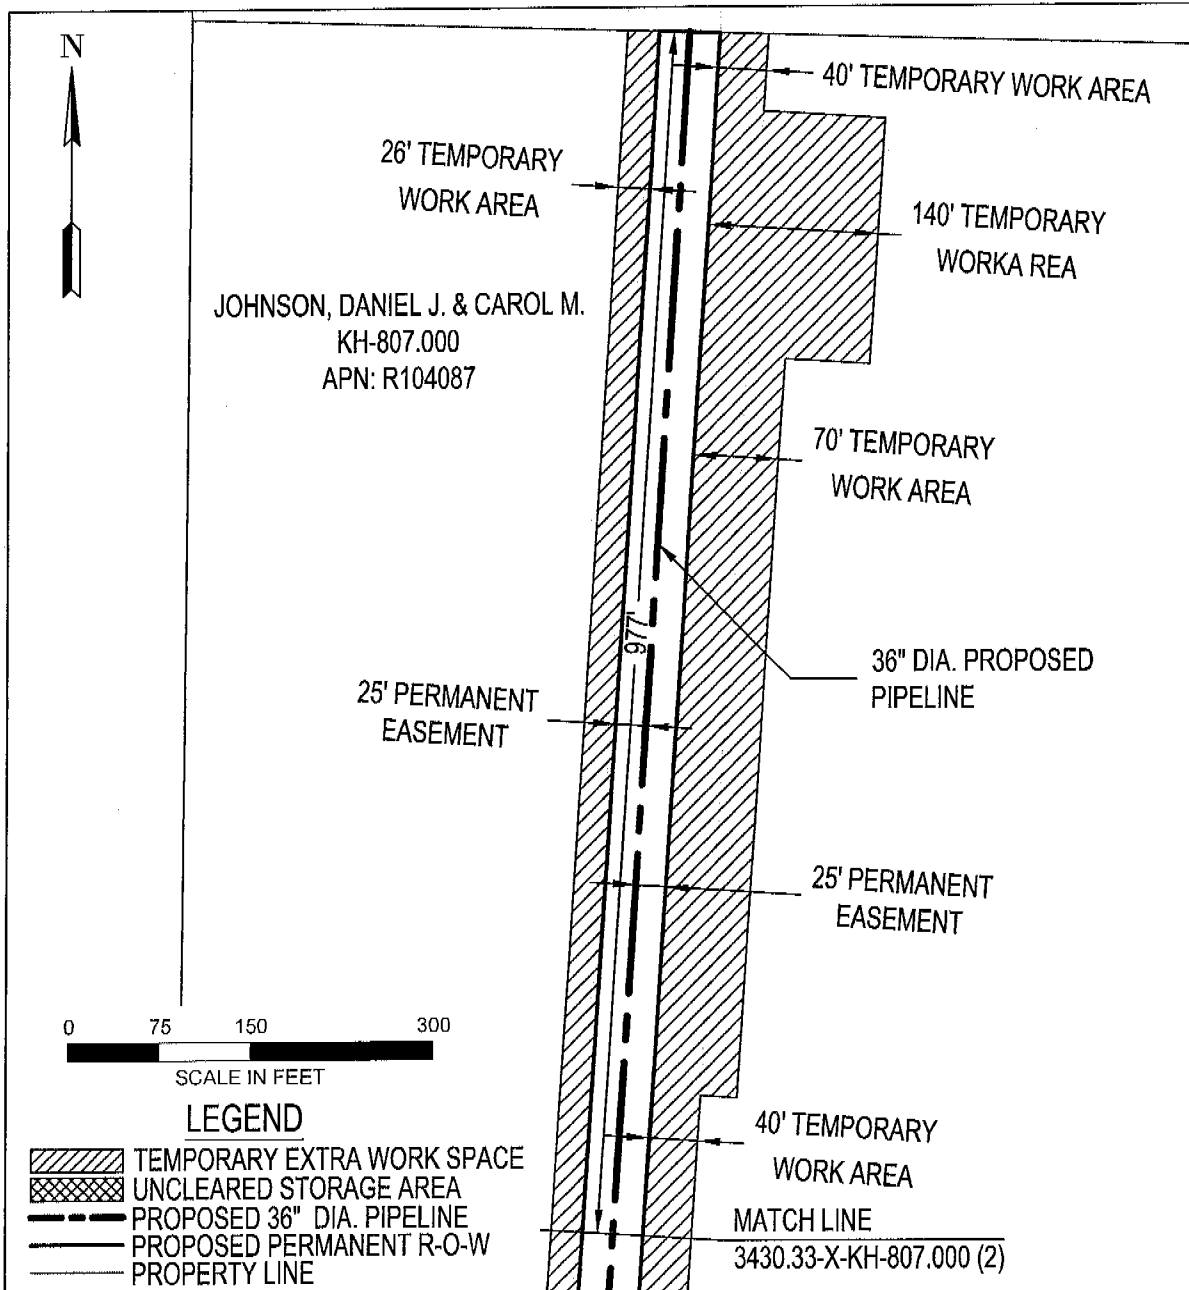 N
40' TEMPORARY WORK AREA
26' TEMPORARY
WORK AREA
140' TEMPORARY
WORKA REA
JOHNSON, DANIEL J. & CAROL M.
KH-807.000
APN: R104087
70' TEMPORARY
WORK AREA
977'
36" DIA. PROPOSED
PIPELINE
25' PERMANENT
EASEMENT
25' PERMANENT
EASEMENT
0 75 150 300
SCALE IN FEET
LEGEND
TEMPORARY EXTRA WORK SPACE
UNCLEARED STORAGE AREA
PROPOSED 36" DIA. PIPELINE
PROPOSED PERMANENT R-O-W
PROPERTY LINE
40' TEMPORARY
WORK AREA
MATCH LINE
3430.33-X-KH-807.000 (2)